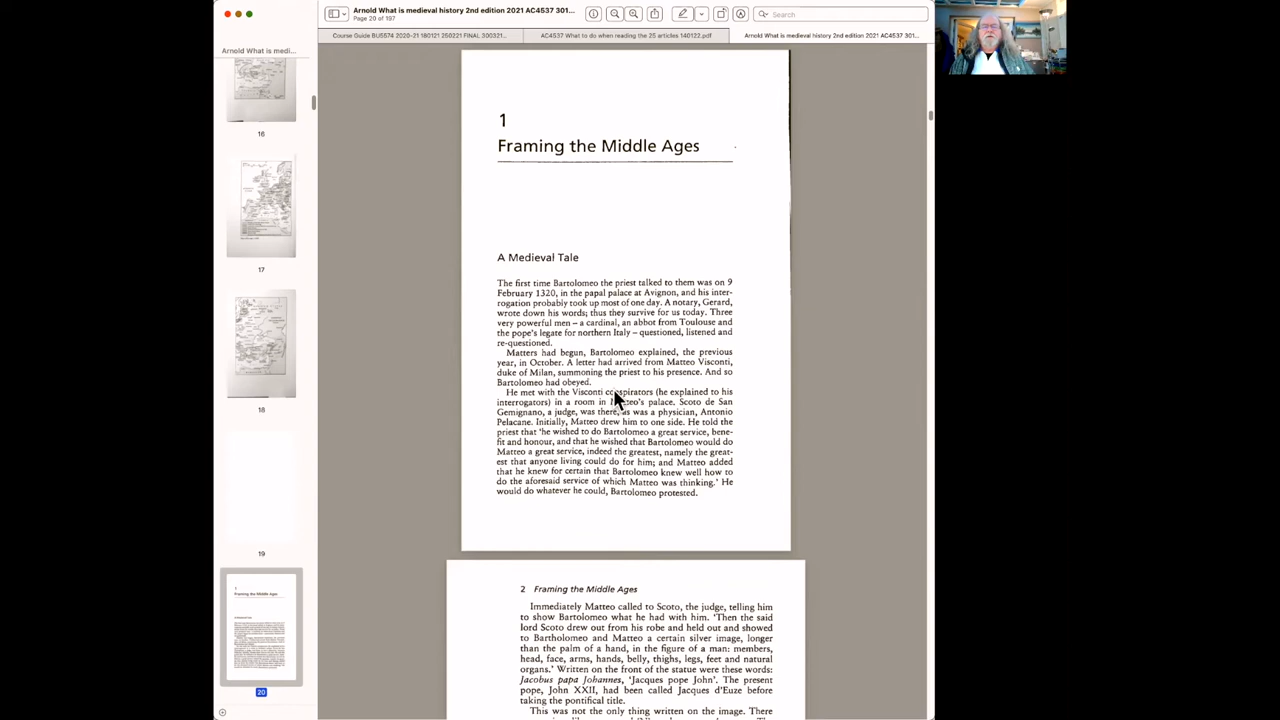 Arnold What is medieval history 2nd edition 2021 AC4537 301...
Page 20 of 197
Search
Course Guide BU5574 2020-21 180121 250221 FINAL 300321...
AC4537 What to do when reading the 25 articles 140122.pdf
Arnold What is medieval history 2nd edition 2021 AC4537 301...
Arnold What is medi...
16
17
18
19
20
1
Framing the Middle Ages
A Medieval Tale
The first time Bartolomeo the priest talked to them was on 9
February 1320, in the papal palace at Avignon, and his inter-
rogation probably took up most of one day. A notary, Gerard,
wrote down his words; thus they survive for us today. Three
very powerful men – a cardinal, an abbot from Toulouse and
the pope's legate for northern Italy – questioned, listened and
re-questioned.
Matters had begun, Bartolomeo explained, the previous
year, in October. A letter had arrived from Matteo Visconti,
duke of Milan, summoning the priest to his presence. And so
Bartolomeo had obeyed.
He met with the Visconti conspirators (he explained to his
interrogators) in a room in Matteo's palace. Scoto de San
Gemignano, a judge, was there, as was a physician, Antonio
Pelacane. Initially, Matteo drew him to one side. He told the
priest that 'he wished to do Bartolomeo a great service, bene-
fit and honour, and that he wished that Bartolomeo would do
Matteo a great service, indeed the greatest, namely the great-
est that anyone living could do for him; and Matteo added
that he knew for certain that Bartolomeo knew well how to
do the aforesaid service of which Matteo was thinking.' He
would do whatever he could, Bartolomeo protested.
2 Framing the Middle Ages
Immediately Matteo called to Scoto, the judge, telling him
to show Bartolomeo what he had with him. 'Then the said
lord Scoto drew out from his robe and held out and showed
to Bartholomeo and Matteo a certain silver image, longer
than the palm of a hand, in the figure of a man: members,
head, face, arms, hands, belly, thighs, legs, feet and natural
organs.' Written on the front of the statue were these words:
Jacobus papa Johannes, 'Jacques pope John'. The present
pope, John XXII, had been called Jacques d'Euze before
taking the pontifical title.
This was not the only thing written on the image. There